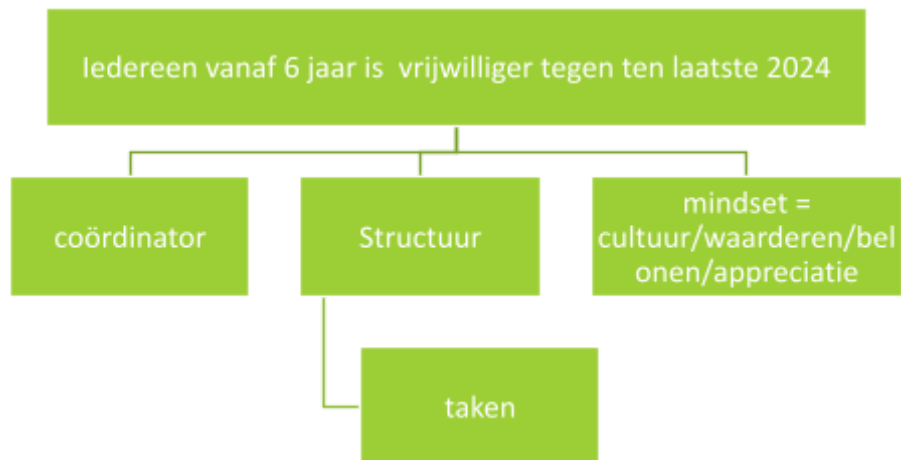 Iedereen vanaf 6 jaar is  vrijwilliger tegen ten laatste 2024
coördinator
Structuur
mindset =
cultuur/waarderen/bel
onen/appreciatie
taken